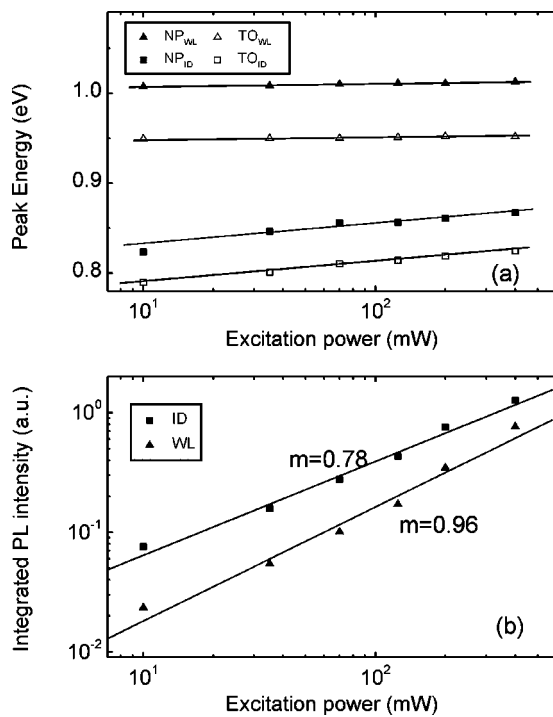 (a)
NP_WL TO_WL
NP_ID TO_ID
1.0
0.9
0.8
Peak Energy (eV)
10^1 10^2
Excitation power (mW)
(b)
ID
WL
m=0.78
m=0.96
10^0
10^-1
10^-2
Integrated PL intensity (a.u.)
10^1 10^2
Excitation power (mW)